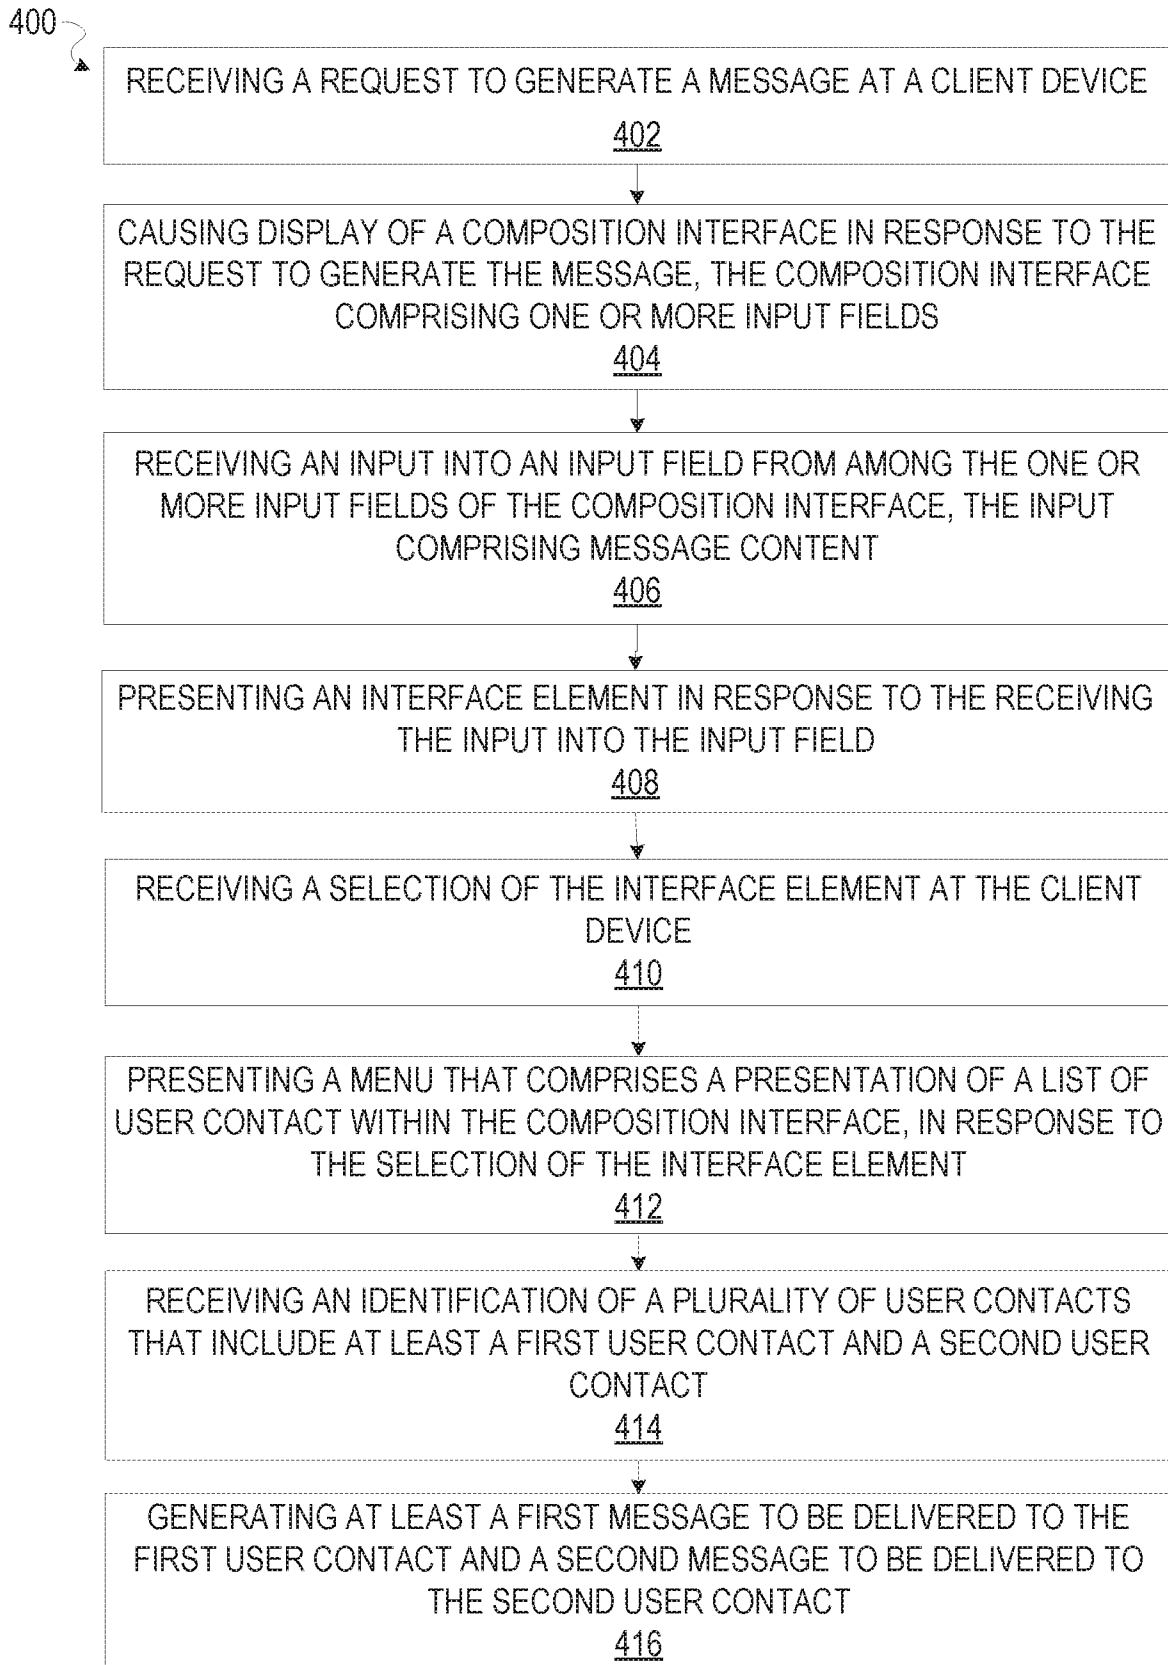 400
RECEIVING A REQUEST TO GENERATE A MESSAGE AT A CLIENT DEVICE
402
CAUSING DISPLAY OF A COMPOSITION INTERFACE IN RESPONSE TO THE
REQUEST TO GENERATE THE MESSAGE, THE COMPOSITION INTERFACE
COMPRISING ONE OR MORE INPUT FIELDS
404
RECEIVING AN INPUT INTO AN INPUT FIELD FROM AMONG THE ONE OR
MORE INPUT FIELDS OF THE COMPOSITION INTERFACE, THE INPUT
COMPRISING MESSAGE CONTENT
406
PRESENTING AN INTERFACE ELEMENT IN RESPONSE TO THE RECEIVING
THE INPUT INTO THE INPUT FIELD
408
RECEIVING A SELECTION OF THE INTERFACE ELEMENT AT THE CLIENT
DEVICE
410
PRESENTING A MENU THAT COMPRISES A PRESENTATION OF A LIST OF
USER CONTACT WITHIN THE COMPOSITION INTERFACE, IN RESPONSE TO
THE SELECTION OF THE INTERFACE ELEMENT
412
RECEIVING AN IDENTIFICATION OF A PLURALITY OF USER CONTACTS
THAT INCLUDE AT LEAST A FIRST USER CONTACT AND A SECOND USER
CONTACT
414
GENERATING AT LEAST A FIRST MESSAGE TO BE DELIVERED TO THE
FIRST USER CONTACT AND A SECOND MESSAGE TO BE DELIVERED TO
THE SECOND USER CONTACT
416